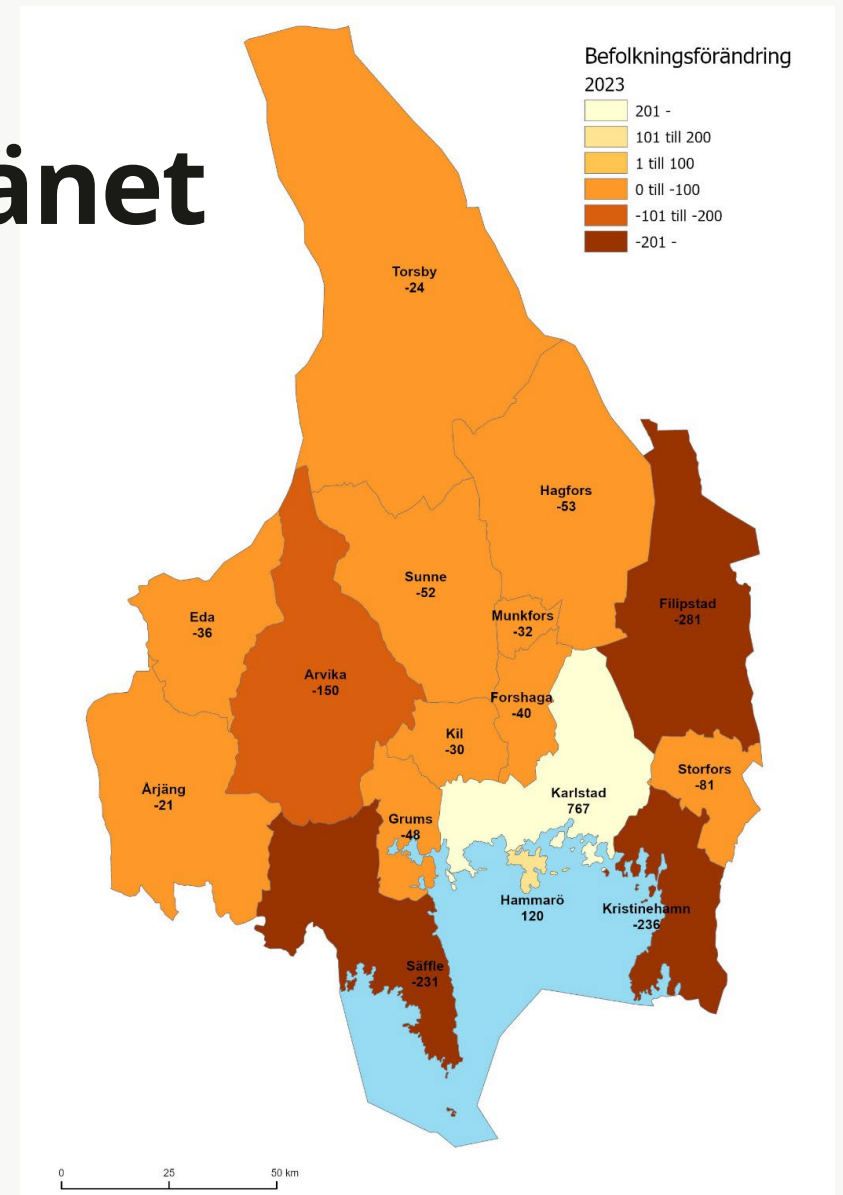 änet
Befolkningsförändring
2023
201 -
101 till 200
1 till 100
0 till -100
-101 till -200
-201 -
Torsby
-24
Hagfors
-53
Sunne
-52
Filipstad
-281
Munkfors
-32
Eda
-36
Arvika
-150
Forshaga
-40
Kil
-30
Storfors
-81
Årjäng
-21
Karlstad
767
Grums
-48
Hammarö
120
Kristinehamn
-236
Säffle
-231
0 25 50 km